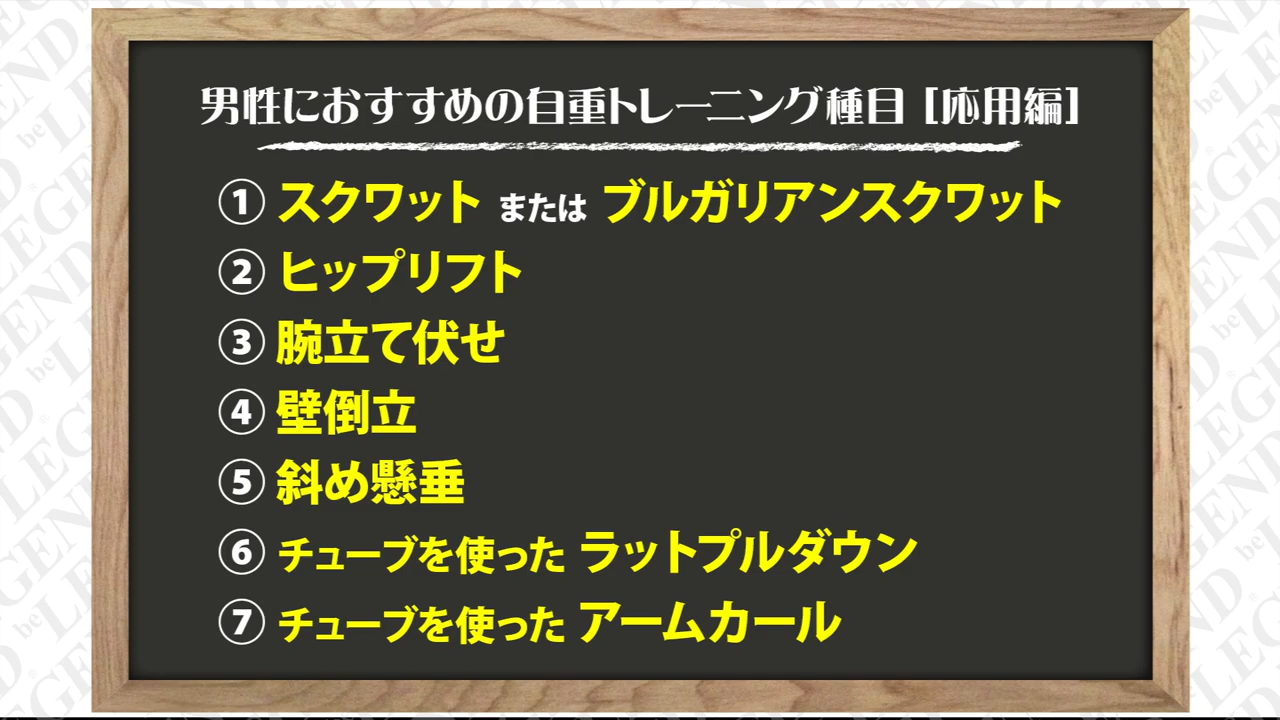 男性におすすめの自重トレーニング種目 [応用編]
① スクワット または ブルガリアンスクワット
② ヒップリフト
③ 腕立て伏せ
④ 壁倒立
⑤ 斜め懸垂
⑥ チューブを使った ラットプルダウン
⑦ チューブを使った アームカール
be LEGEND